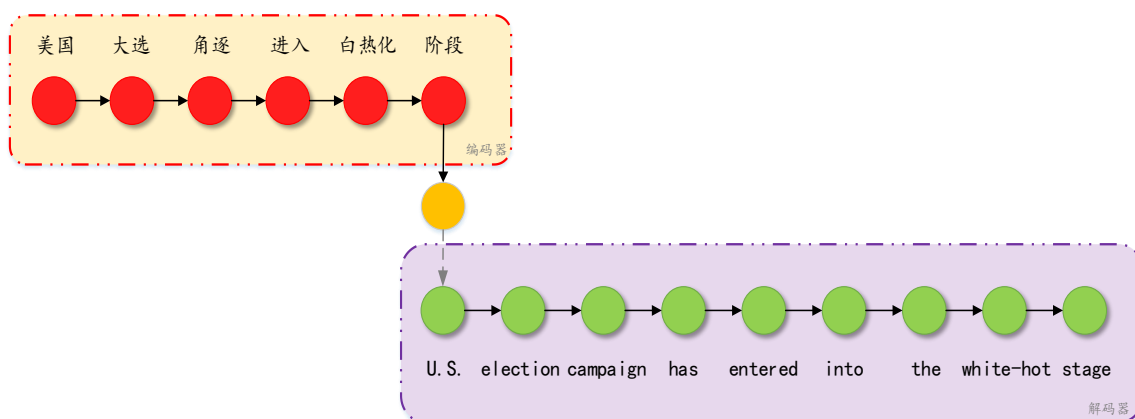 美国 大选 角逐 进入 白热化 阶段
编码器
U.S. election campaign has entered into the white-hot stage
解码器